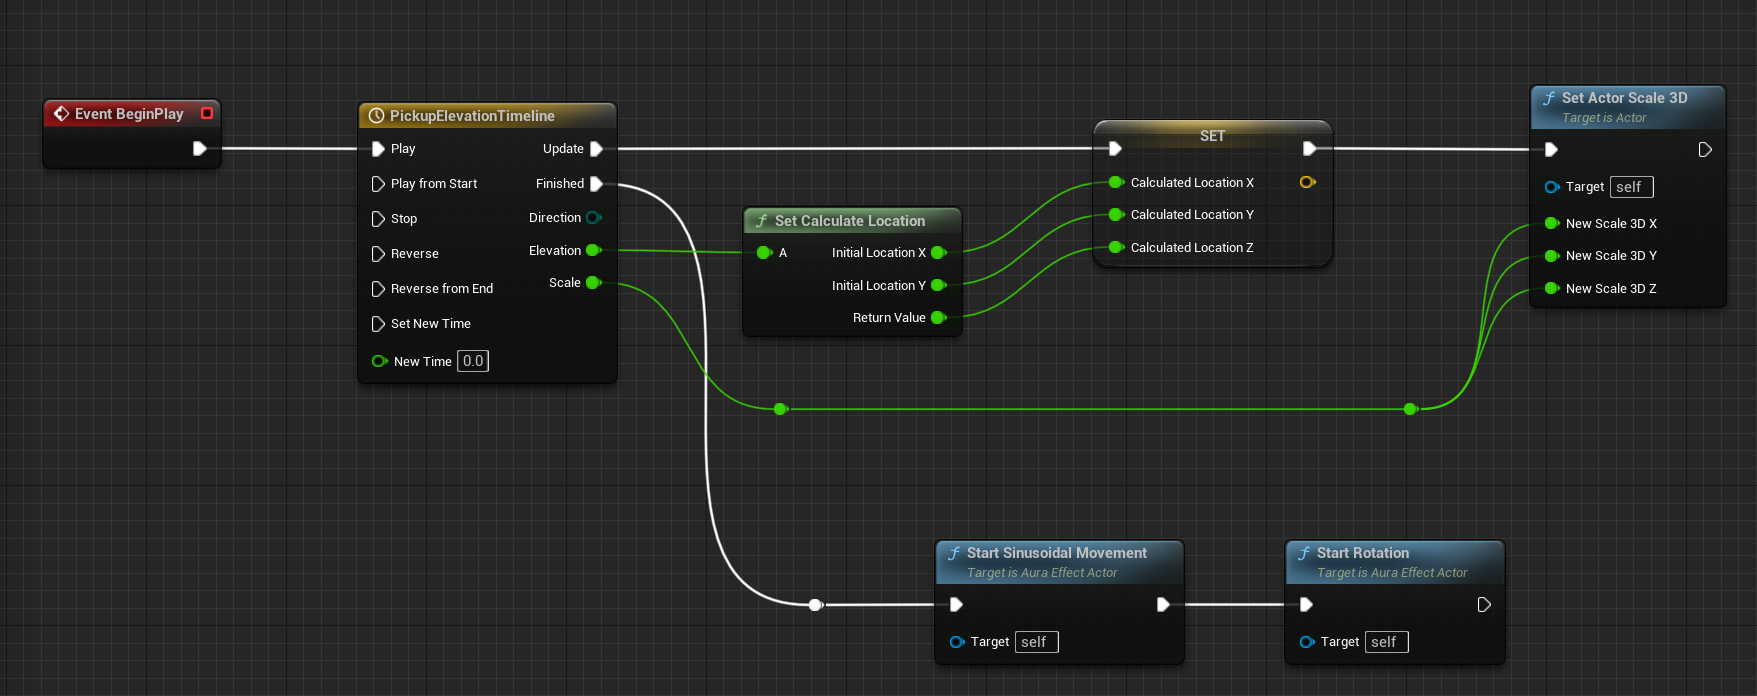 Event BeginPlay
PickupElevationTimeline
Play
Update
Play from Start
Finished
Stop
Direction
Reverse
Elevation
Reverse from End
Scale
Set New Time
New Time 0.0
Set Calculate Location
A
Initial Location X
Initial Location Y
Return Value
SET
Calculated Location X
Calculated Location Y
Calculated Location Z
Set Actor Scale 3D
Target is Actor
Target self
New Scale 3D X
New Scale 3D Y
New Scale 3D Z
Start Sinusoidal Movement
Target is Aura Effect Actor
Target self
Start Rotation
Target is Aura Effect Actor
Target self